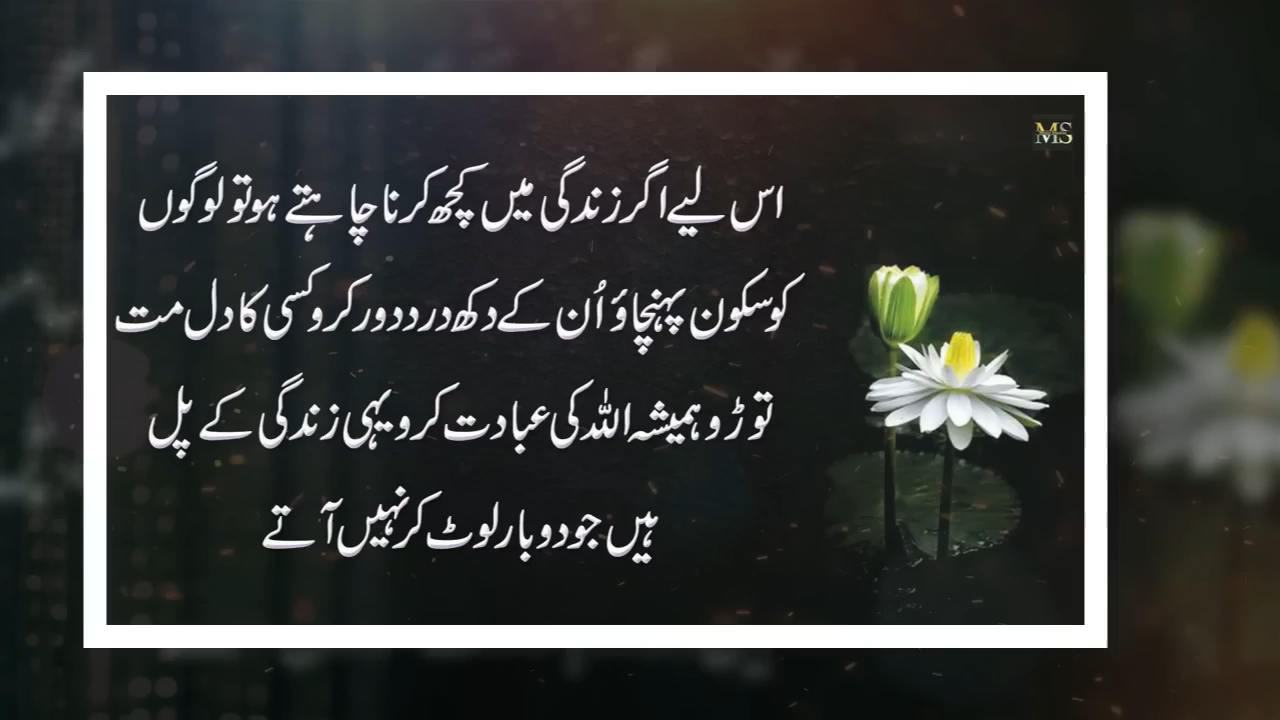 MS
اس لیے اگر زندگی میں کچھ کرنا چاہتے ہو تو لوگوں
کو سکون پہنچاؤ اُن کے دکھ درد دور کرو کسی کا دل مت
توڑو ہمیشہ اللہ کی عبادت کرو یہی زندگی کے پل
ہیں جو دو بار لوٹ کر نہیں آتے